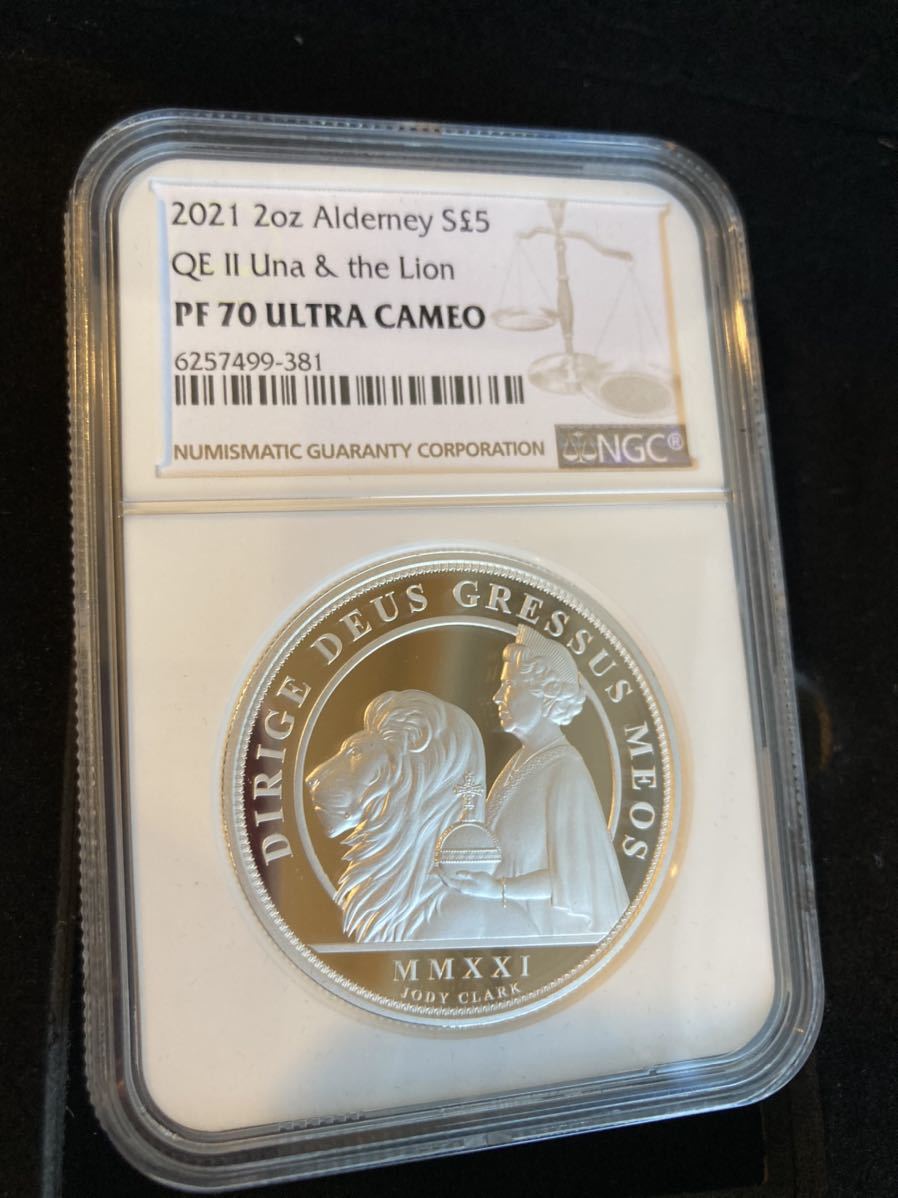 2021 2oz Alderney S£5
QE II Una & the Lion
PF 70 ULTRA CAMEO
6257499-381
NUMISMATIC GUARANTY CORPORATION
NGC®
DIRIGE DEUS GRESSUS MEOS
MMXXI
JODY CLARK